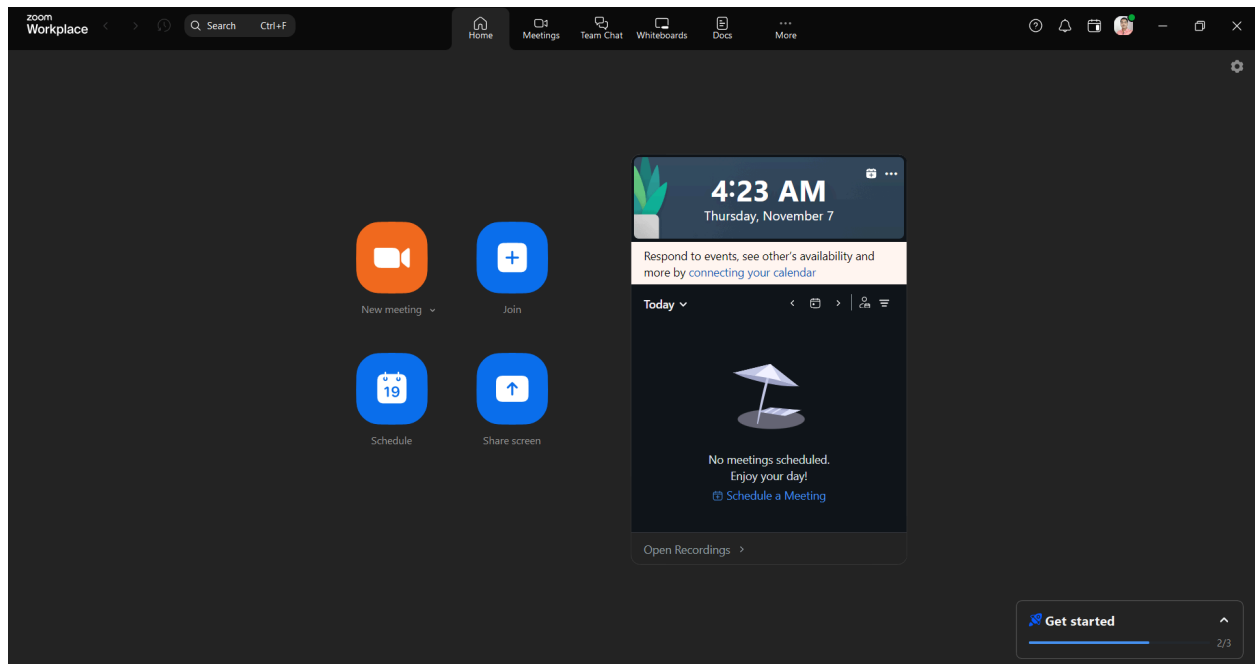 zoom
Workplace
Search Ctrl+F
Home
Meetings
Team Chat
Whiteboards
Docs
More
4:23 AM
Thursday, November 7
Respond to events, see other's availability and
more by connecting your calendar
Today
New meeting
Join
19
Schedule
Share screen
No meetings scheduled.
Enjoy your day!
Schedule a Meeting
Open Recordings
Get started
2/3